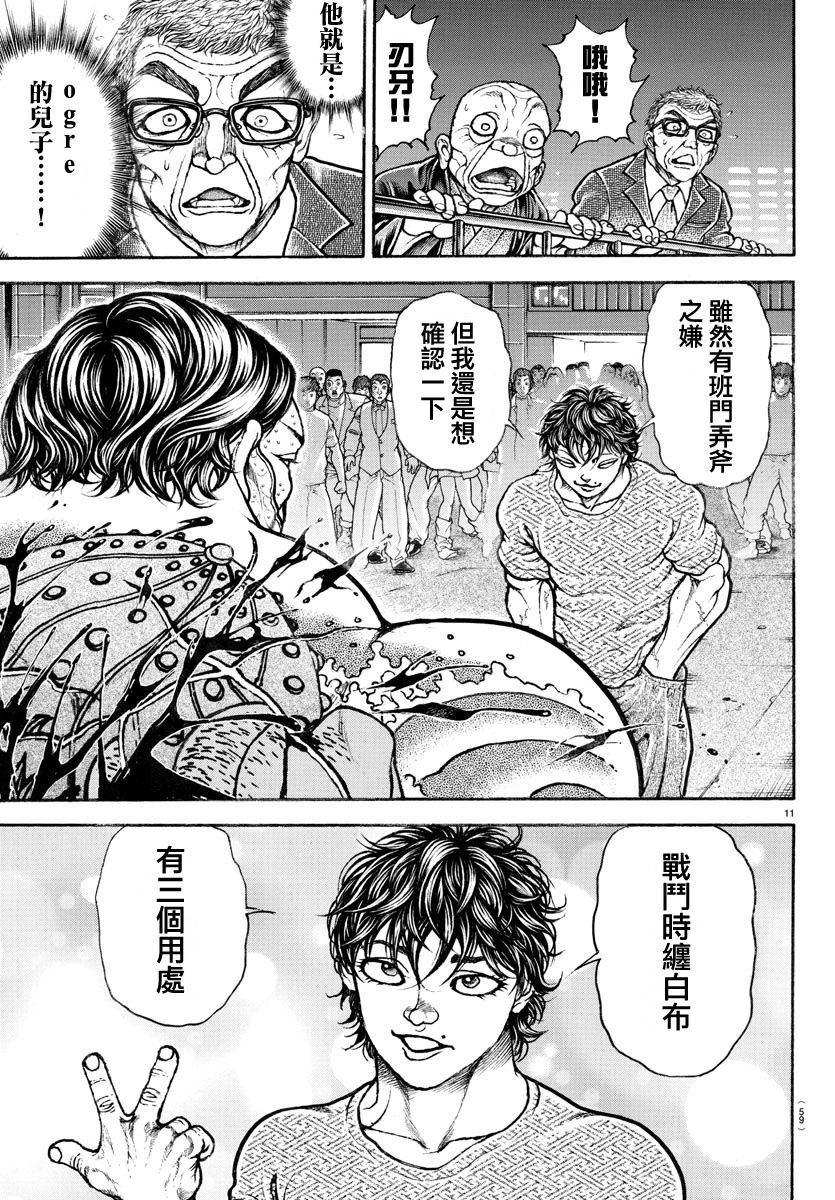 哦哦！
刃牙!!
他就是…
ogre
的兒子……！
雖然有班門弄斧
之嫌
但我還是想
確認一下
11
戰鬥時纏白布
有三個用處
(59)